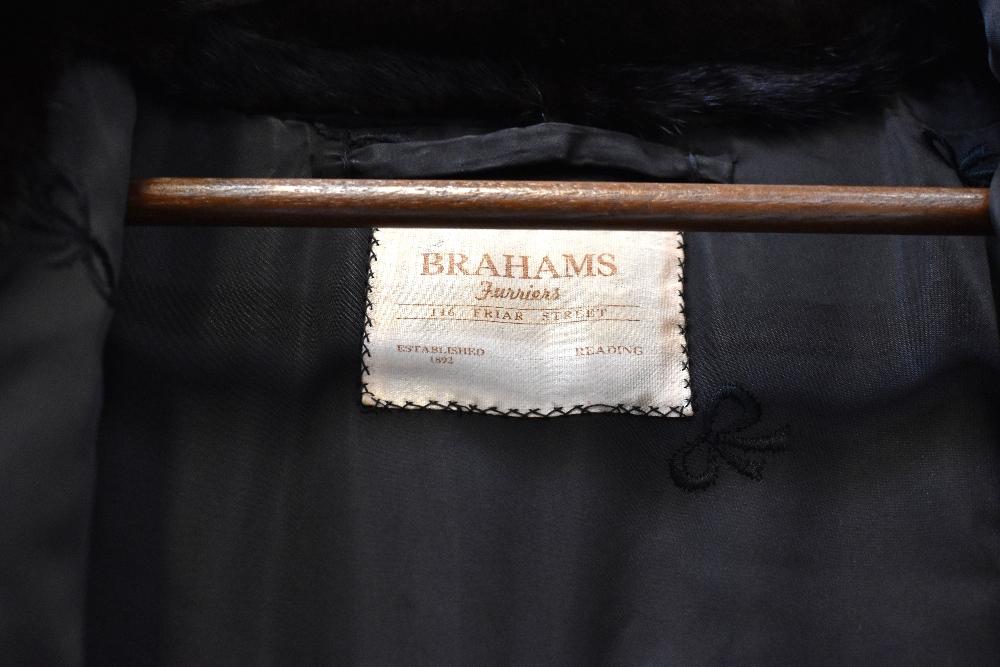 BRAHAMS
Furriers
116 FRIAR STREET
ESTABLISHED
1892
READING